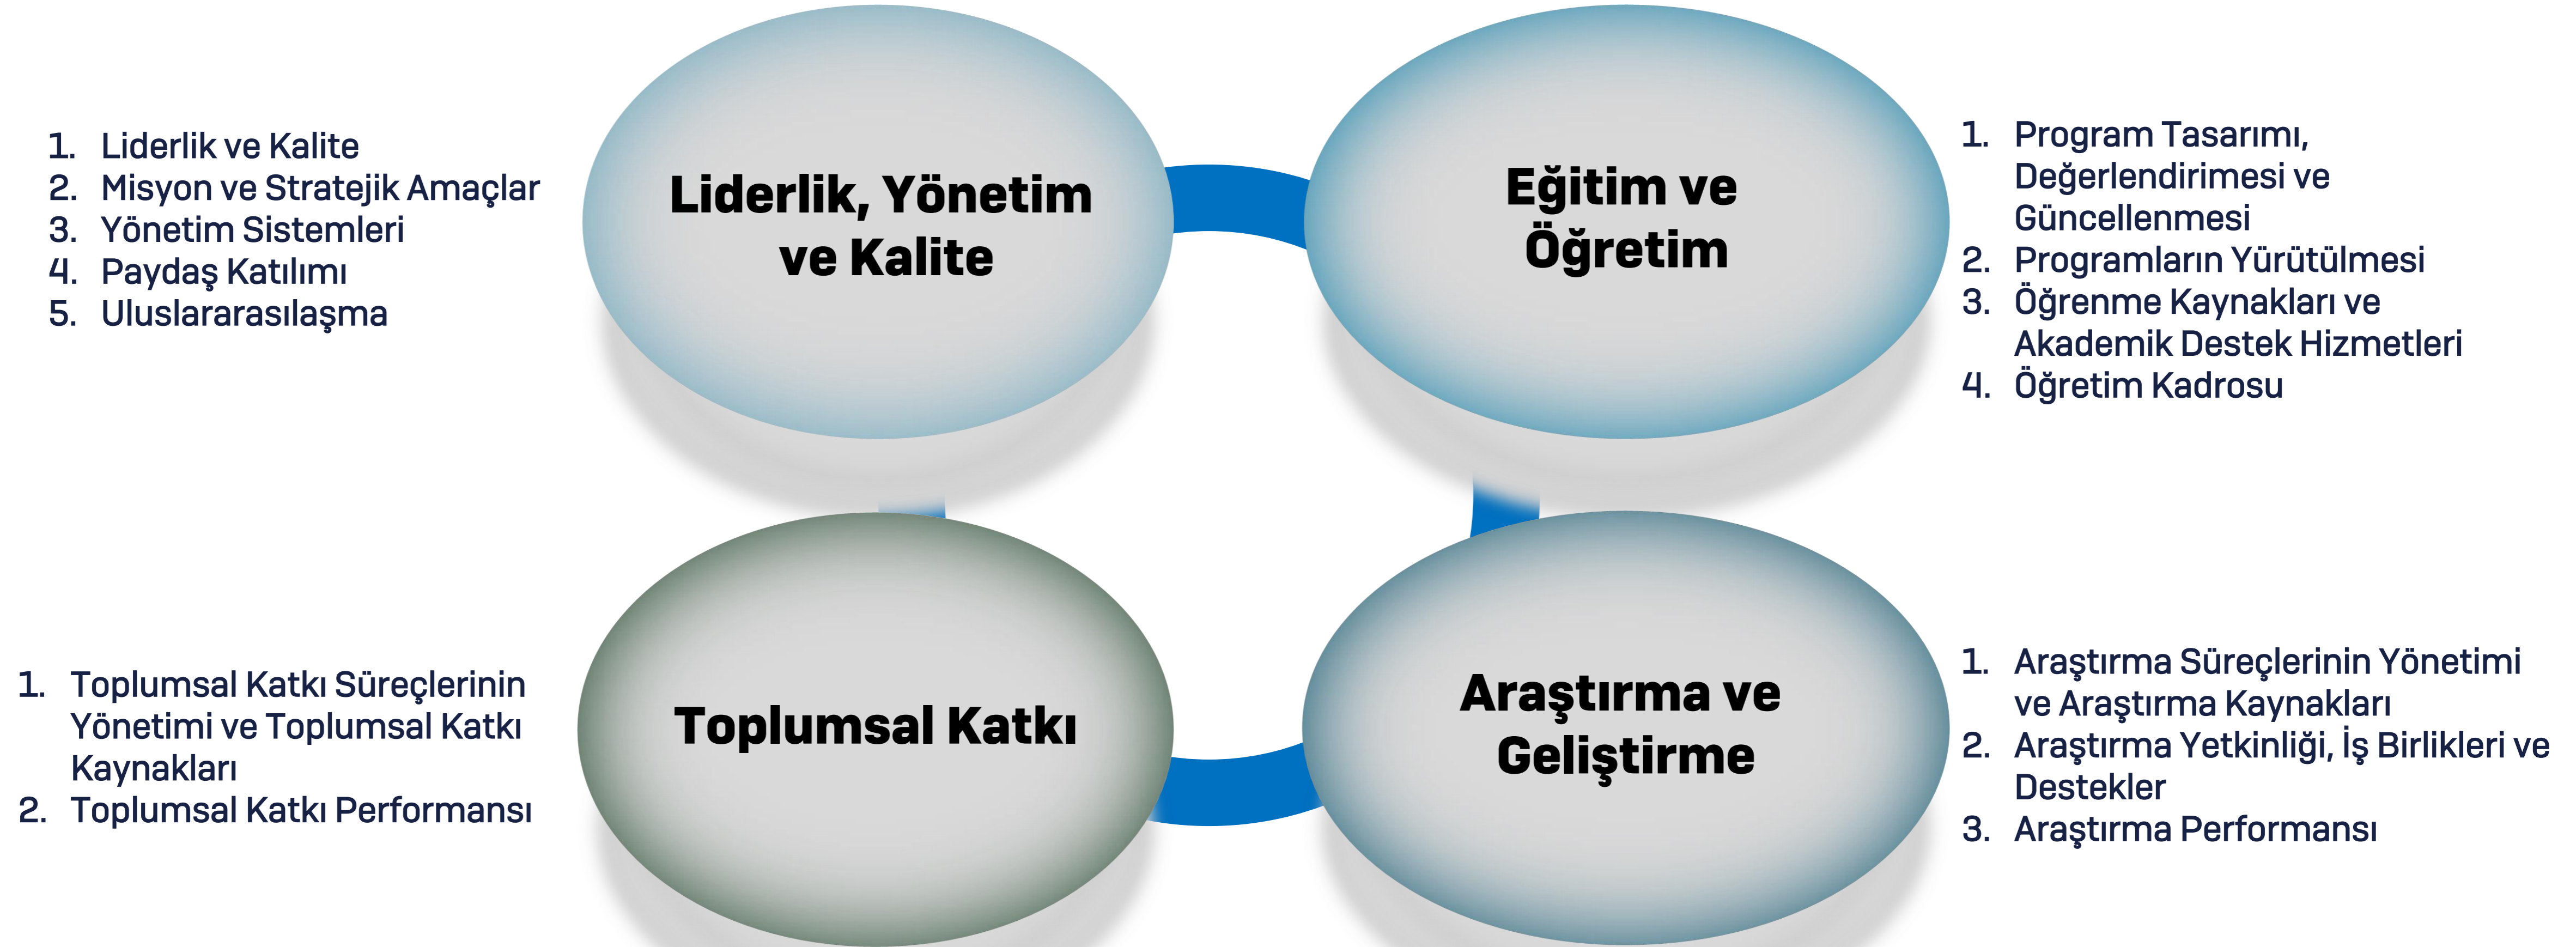 1. Liderlik ve Kalite
2. Misyon ve Stratejik Amaçlar
3. Yönetim Sistemleri
4. Paydaş Katılımı
5. Uluslararasılaşma
Liderlik, Yönetim
ve Kalite
Eğitim ve
Öğretim
1. Program Tasarımı,
Değerlendirimesi ve
Güncellenmesi
2. Programların Yürütülmesi
3. Öğrenme Kaynakları ve
Akademik Destek Hizmetleri
4. Öğretim Kadrosu
1. Toplumsal Katkı Süreçlerinin
Yönetimi ve Toplumsal Katkı
Kaynakları
2. Toplumsal Katkı Performansı
Toplumsal Katkı
Araştırma ve
Geliştirme
1. Araştırma Süreçlerinin Yönetimi
ve Araştırma Kaynakları
2. Araştırma Yetkinliği, İş Birlikleri ve
Destekler
3. Araştırma Performansı